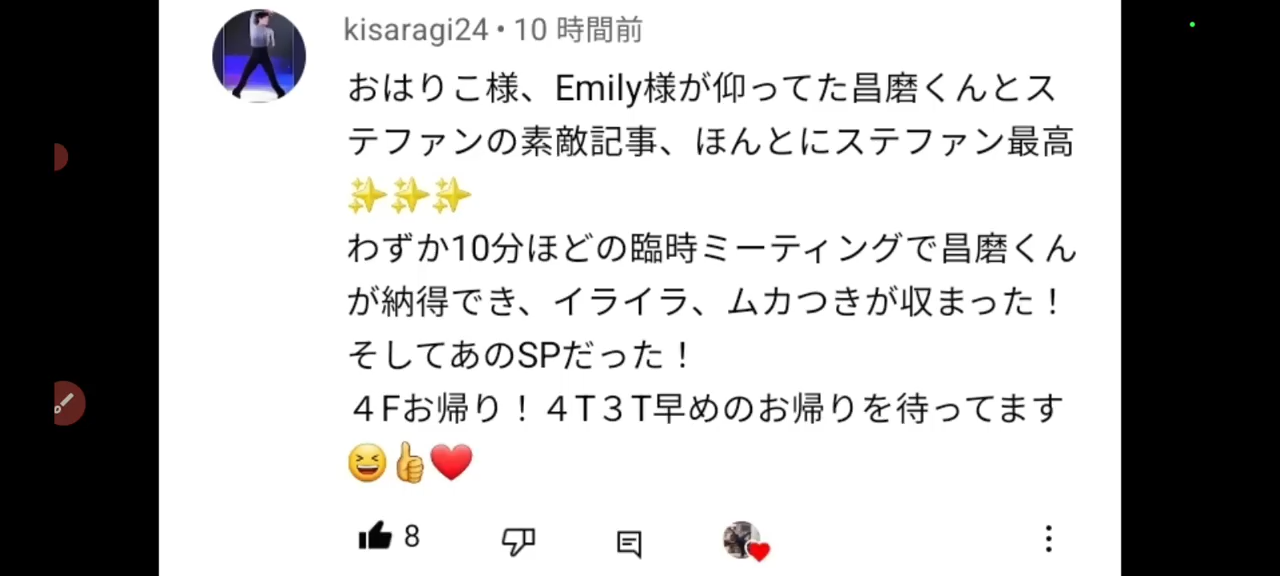 kisaragi24 • 10 時間前
おはりこ様、Emily様が仰ってた昌磨くんとス
テファンの素敵記事、ほんとにステファン最高
✨✨✨
わずか10分ほどの臨時ミーティングで昌磨くん
が納得でき、イライラ、ムカつきが収まった！
そしてあのSPだった！
４Fお帰り！４T３T早めのお帰りを待ってます
😆👍❤️
8